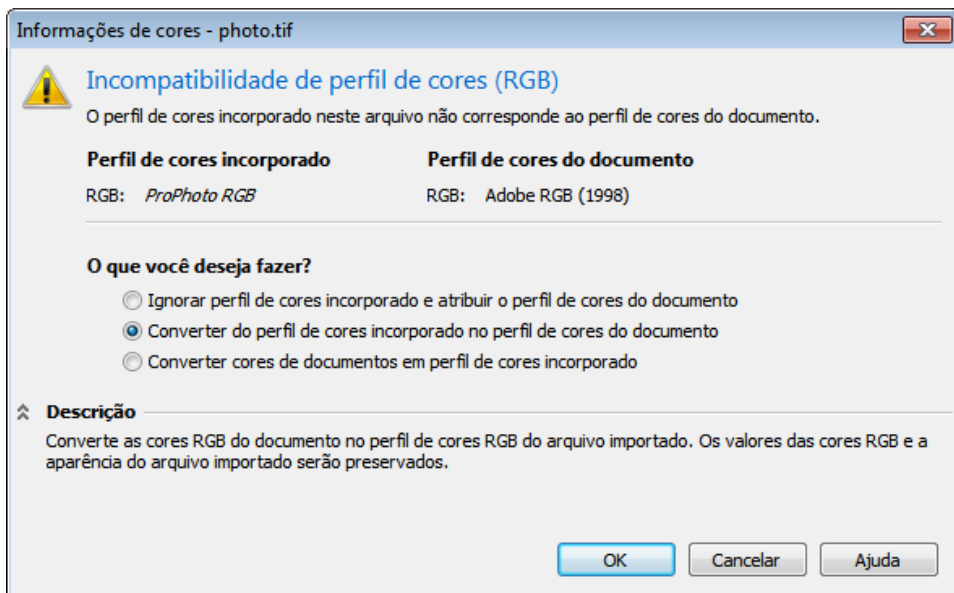 Informações de cores - photo.tif
Incompatibilidade de perfil de cores (RGB)
O perfil de cores incorporado neste arquivo não corresponde ao perfil de cores do documento.
Perfil de cores incorporado Perfil de cores do documento
RGB: ProPhoto RGB RGB: Adobe RGB (1998)
O que você deseja fazer?
Ignorar perfil de cores incorporado e atribuir o perfil de cores do documento
Converter do perfil de cores incorporado no perfil de cores do documento
Converter cores de documentos em perfil de cores incorporado
Descrição
Converte as cores RGB do documento no perfil de cores RGB do arquivo importado. Os valores das cores RGB e a
aparência do arquivo importado serão preservados.
OK Cancelar Ajuda